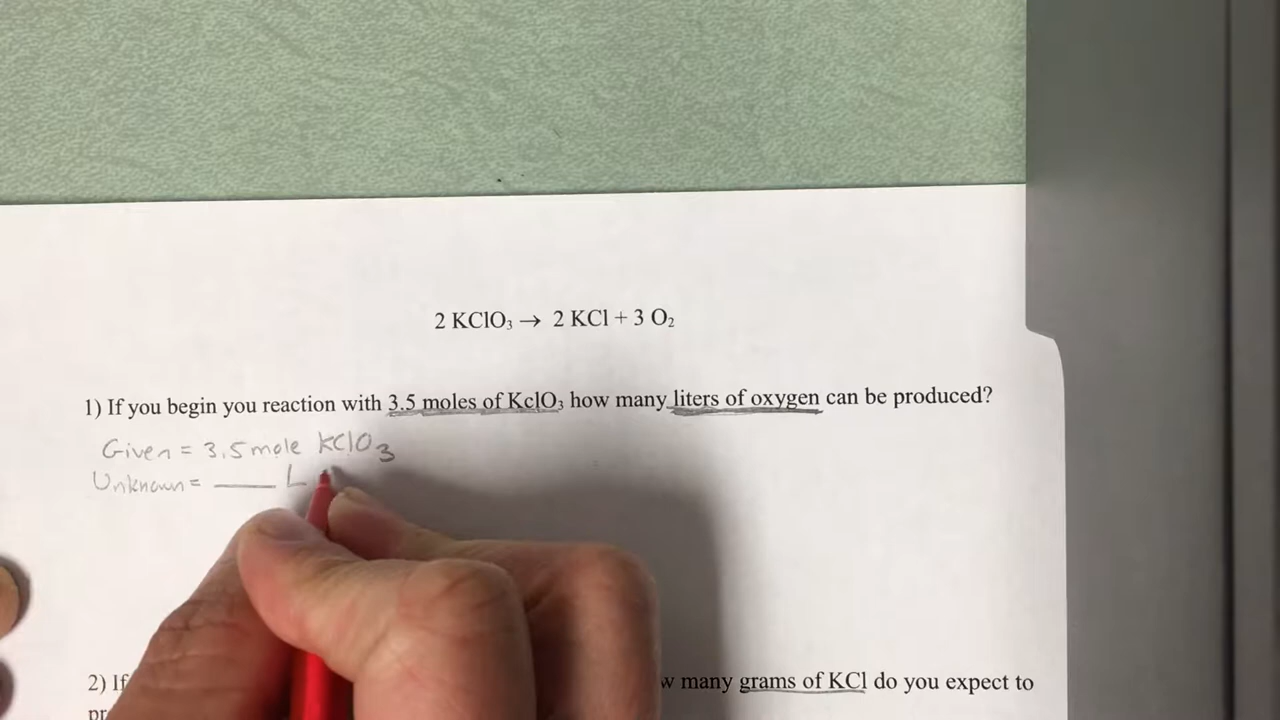 2 KClO₃ → 2 KCl + 3 O₂
1) If you begin you reaction with 3.5 moles of KclO₃ how many liters of oxygen can be produced?
Given = 3.5 mole KClO₃
Unknown = ____ L
2) If many grams of KCl do you expect to